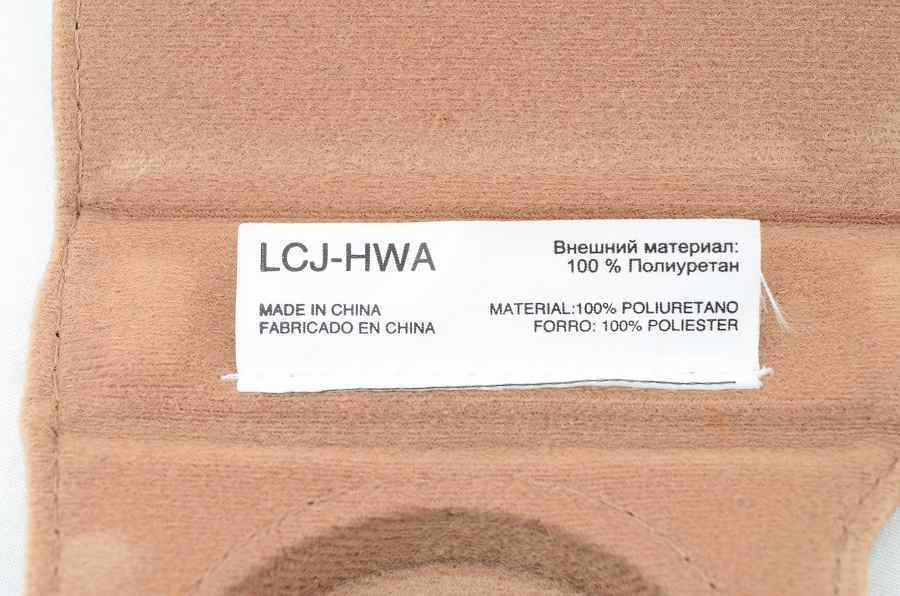 LCJ-HWA
MADE IN CHINA
FABRICADO EN CHINA
Внешний материал:
100 % Полиуретан
MATERIAL:100% POLIURETANO
FORRO: 100% POLIESTER